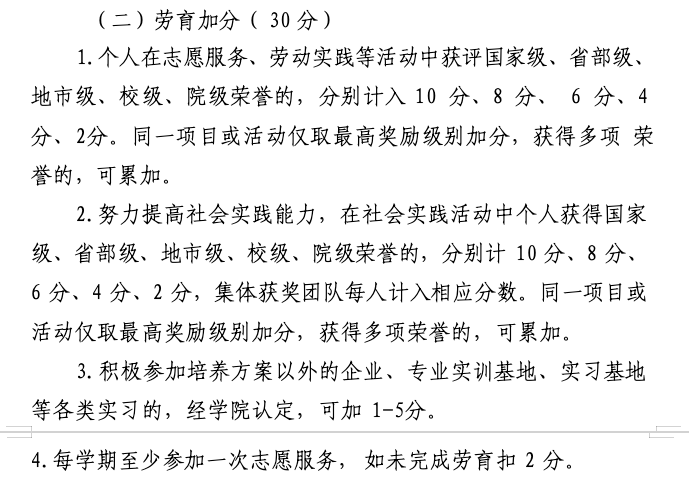 （二）劳育加分（ 30 分）
1.个人在志愿服务、劳动实践等活动中获评国家级、省部级、
地市级、校级、院级荣誉的，分别计入 10 分、8 分、 6 分、4
分、2分。同一项目或活动仅取最高奖励级别加分，获得多项 荣
誉的，可累加。
2.努力提高社会实践能力，在社会实践活动中个人获得国家
级、省部级、地市级、校级、院级荣誉的，分别计 10 分、8 分、
6 分、4 分、2 分，集体获奖团队每人计入相应分数。同一项目或
活动仅取最高奖励级别加分，获得多项荣誉的，可累加。
3.积极参加培养方案以外的企业、专业实训基地、实习基地
等各类实习的，经学院认定，可加 1-5分。
4.每学期至少参加一次志愿服务，如未完成劳育扣 2 分。